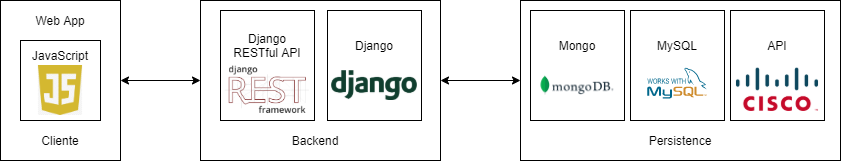 Web App
JavaScript
JS
Cliente
Django
RESTful API
django
REST
framework
Django
django
Backend
Mongo
mongoDB.
MySQL
WORKS WITH
MySQL
API
CISCO
Persistence